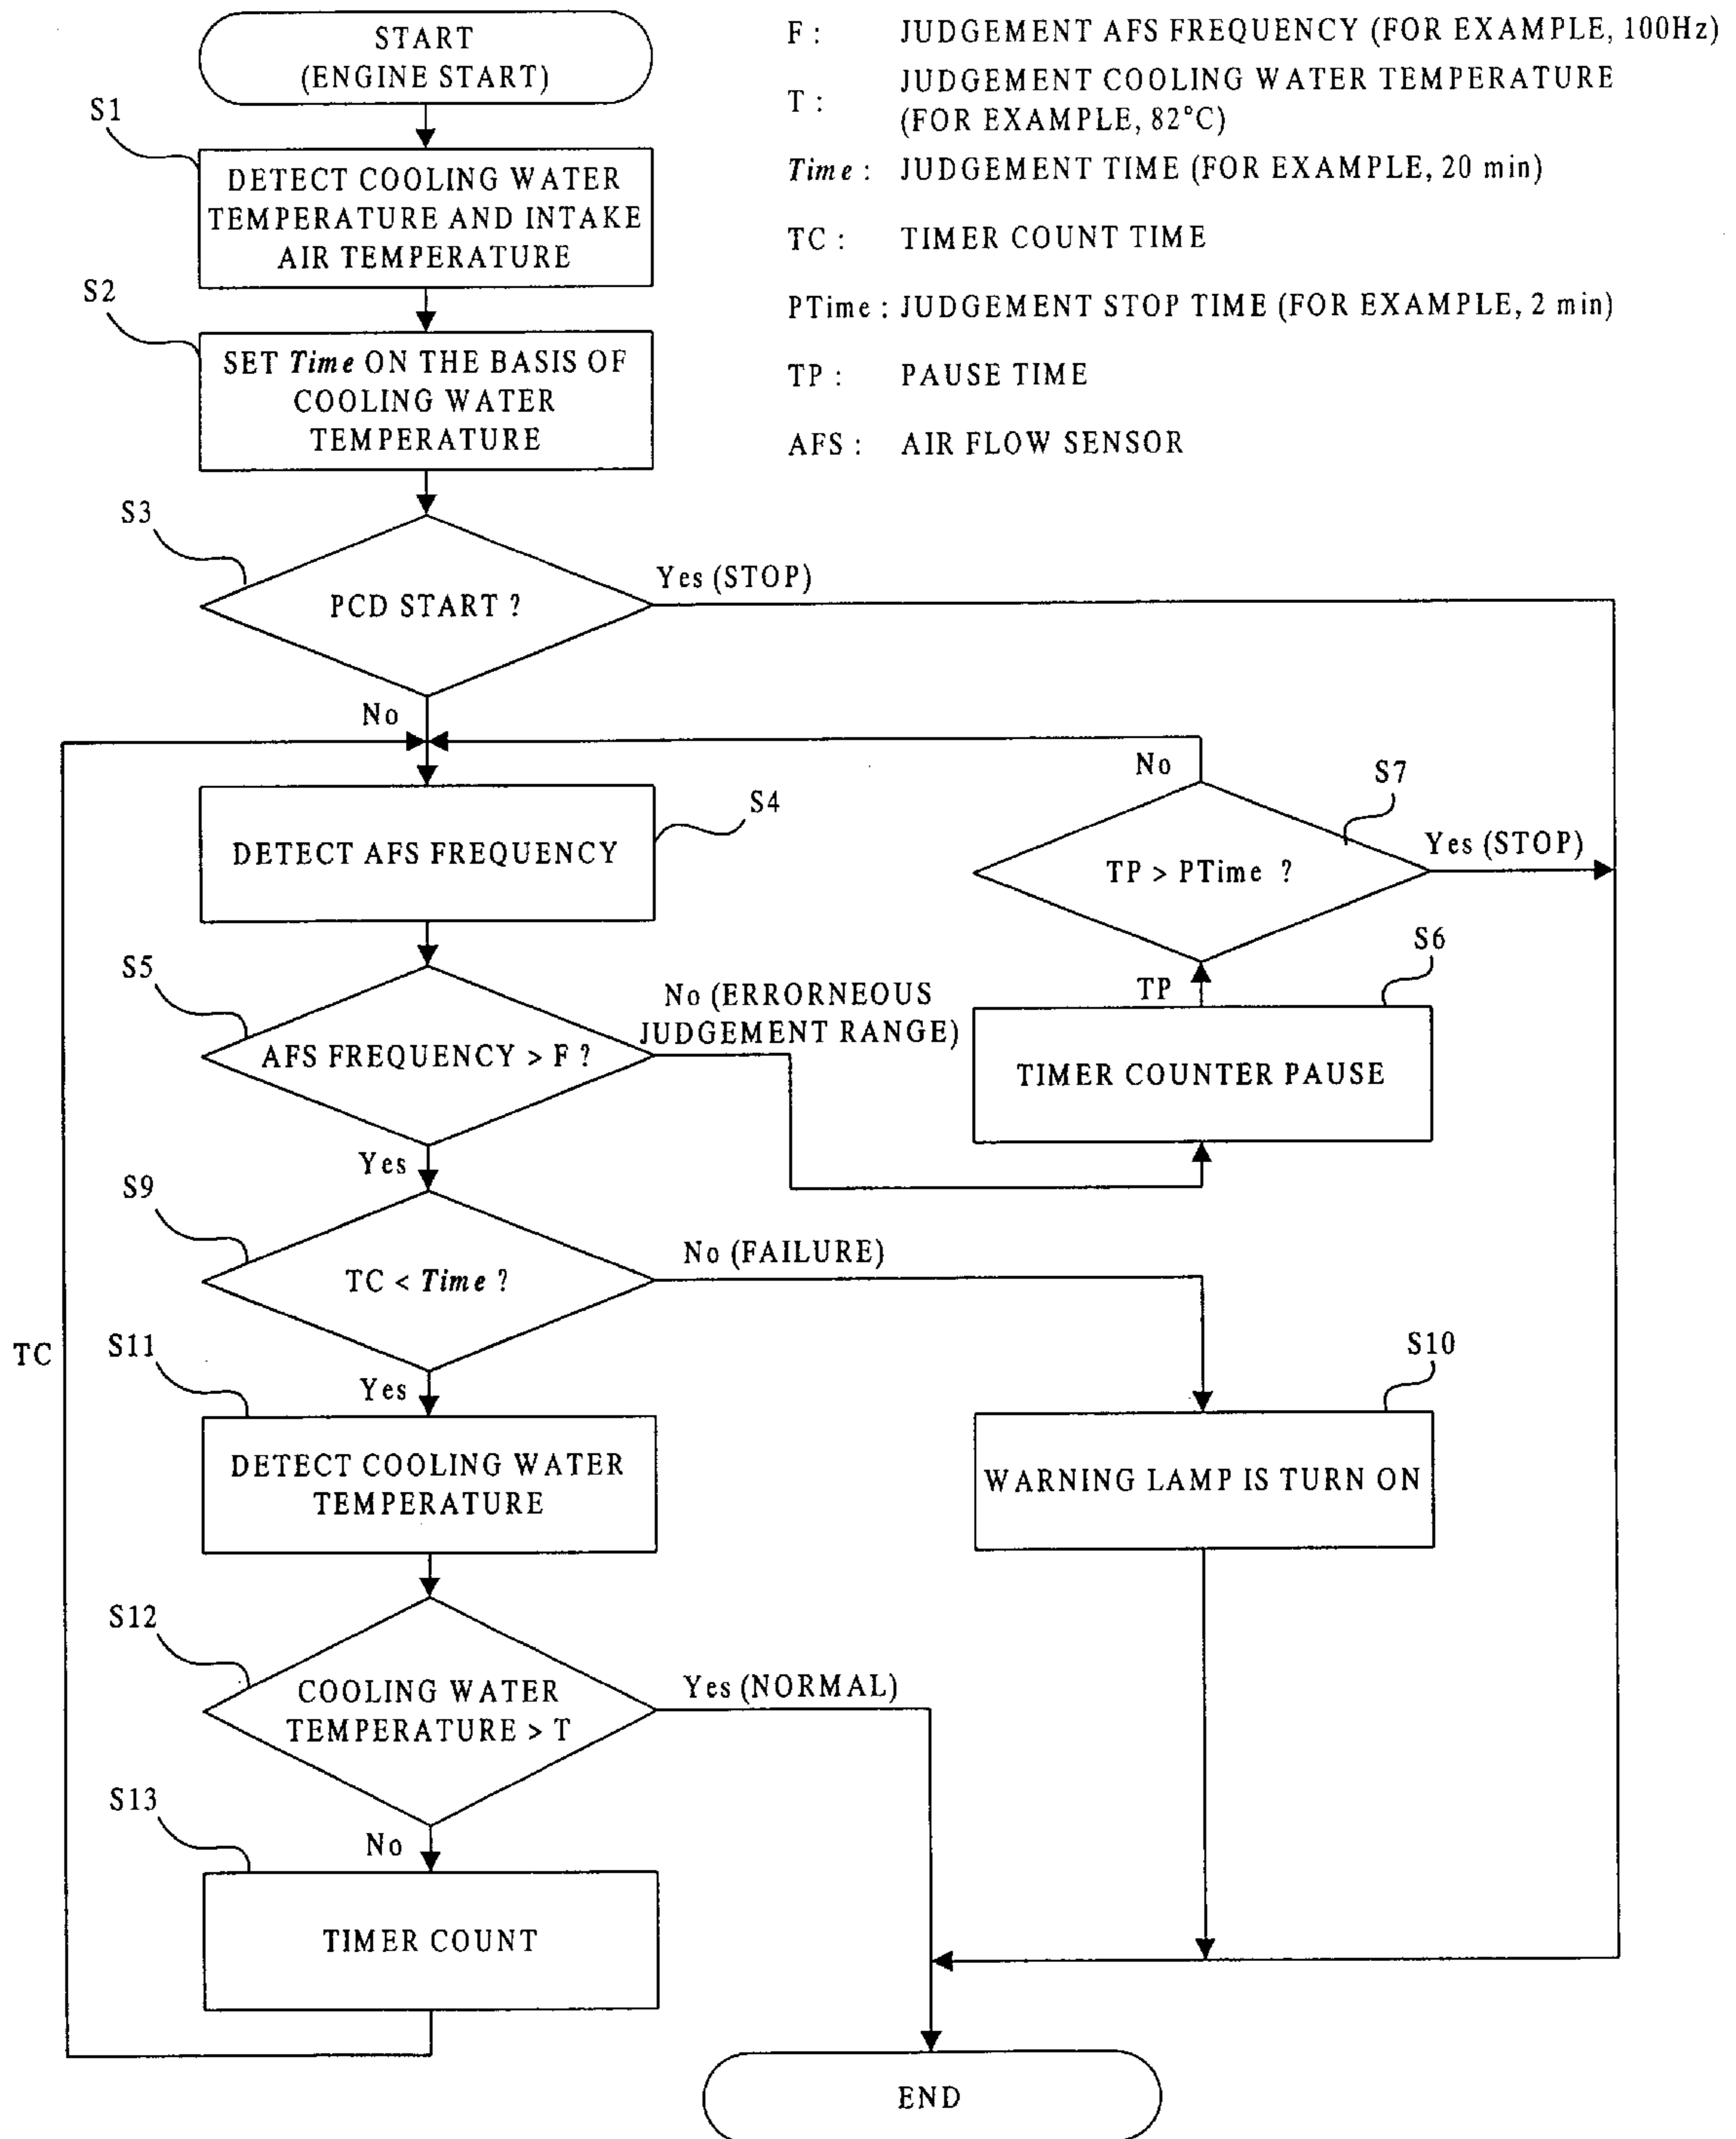 START
(ENGINE START)
F : JUDGEMENT AFS FREQUENCY (FOR EXAMPLE, 100Hz)
T : JUDGEMENT COOLING WATER TEMPERATURE
(FOR EXAMPLE, 82°C)
Time : JUDGEMENT TIME (FOR EXAMPLE, 20 min)
TC : TIMER COUNT TIME
PTime : JUDGEMENT STOP TIME (FOR EXAMPLE, 2 min)
TP : PAUSE TIME
AFS : AIR FLOW SENSOR
S1
DETECT COOLING WATER
TEMPERATURE AND INTAKE
AIR TEMPERATURE
S2
SET Time ON THE BASIS OF
COOLING WATER
TEMPERATURE
S3
PCD START ?
Yes (STOP)
No
S4
DETECT AFS FREQUENCY
No
S7
TP > PTime ?
Yes (STOP)
S5
AFS FREQUENCY > F ?
No (ERRORNEOUS
JUDGEMENT RANGE)
TP
S6
TIMER COUNTER PAUSE
Yes
S9
TC < Time ?
No (FAILURE)
TC
S11
Yes
DETECT COOLING WATER
TEMPERATURE
S10
WARNING LAMP IS TURN ON
S12
COOLING WATER
TEMPERATURE > T
Yes (NORMAL)
S13
No
TIMER COUNT
END